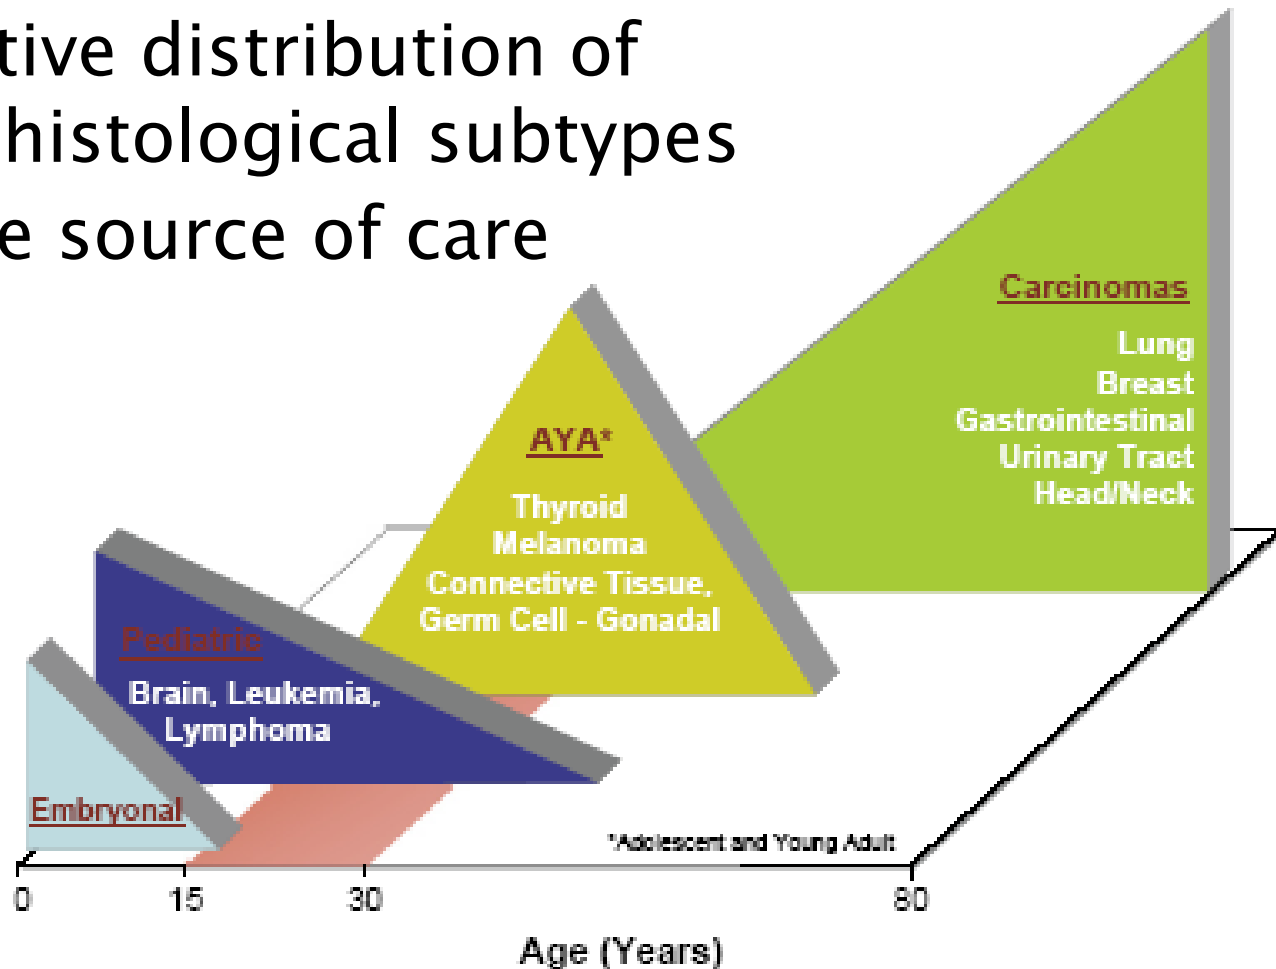 tive distribution of
histological subtypes
e source of care
Carcinomas
Lung
Breast
Gastrointestinal
Urinary Tract
Head/Neck
AYA*
Thyroid
Melanoma
Connective Tissue,
Germ Cell - Gonadal
Pediatric
Brain, Leukemia,
Lymphoma
Embryonal
*Adolescent and Young Adult
0 15 30 80
Age (Years)